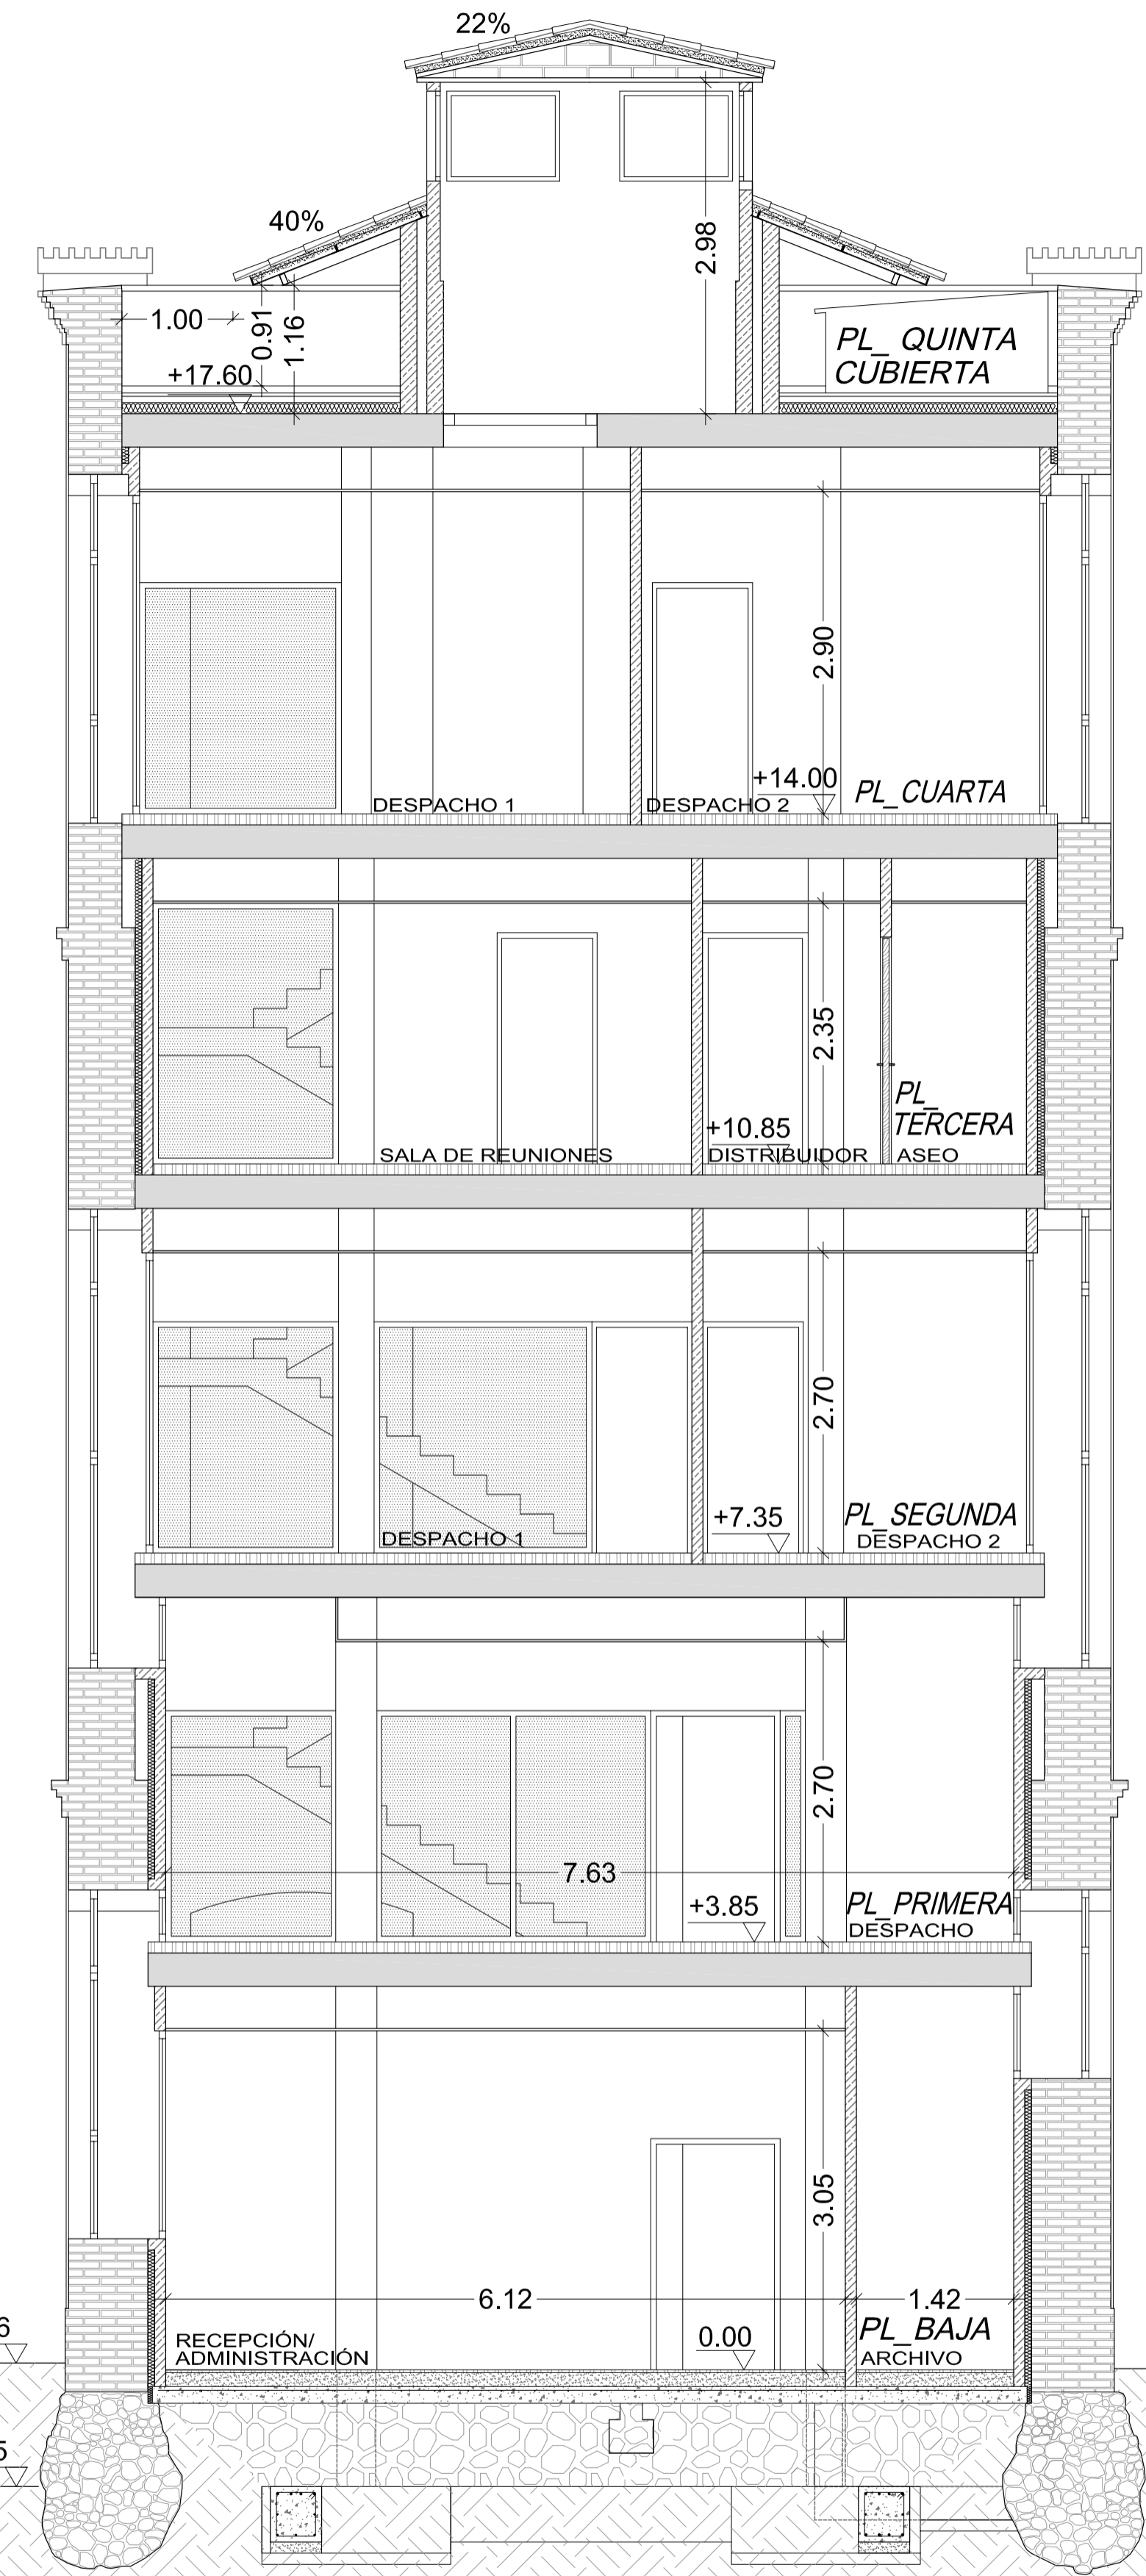 22%
40%
2.98
1.00
0.91
1.16
+17.60
PL_ QUINTA
CUBIERTA
2.90
+14.00
PL_CUARTA
DESPACHO 1
DESPACHO 2
2.35
PL_
TERCERA
+10.85
SALA DE REUNIONES
DISTRIBUIDOR
ASEO
2.70
+7.35
PL_SEGUNDA
DESPACHO 1
DESPACHO 2
2.70
7.63
+3.85
PL_PRIMERA
DESPACHO
3.05
6.12
1.42
RECEPCIÓN/
ADMINISTRACIÓN
0.00
PL_BAJA
ARCHIVO
6
5